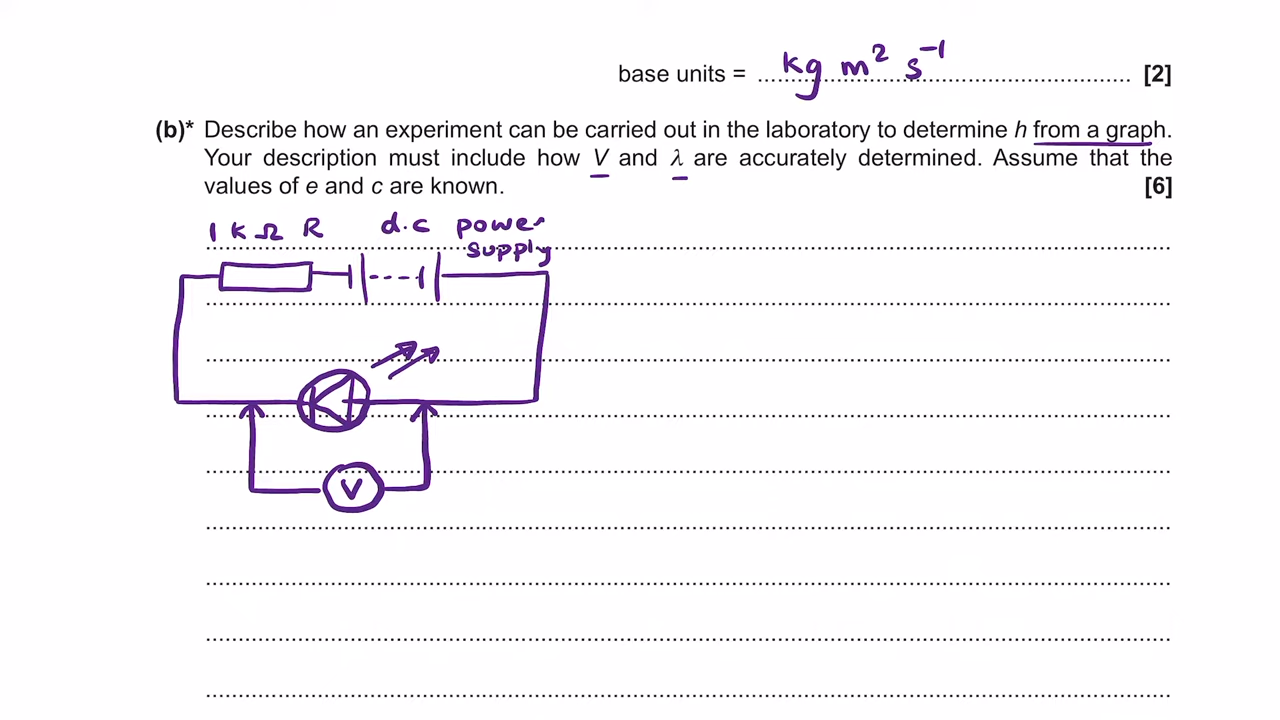 base units = kg m² s⁻¹ [2]
(b)* Describe how an experiment can be carried out in the laboratory to determine h from a graph.
Your description must include how V and λ are accurately determined. Assume that the
values of e and c are known. [6]
1 k Ω R d.c power
supply
V